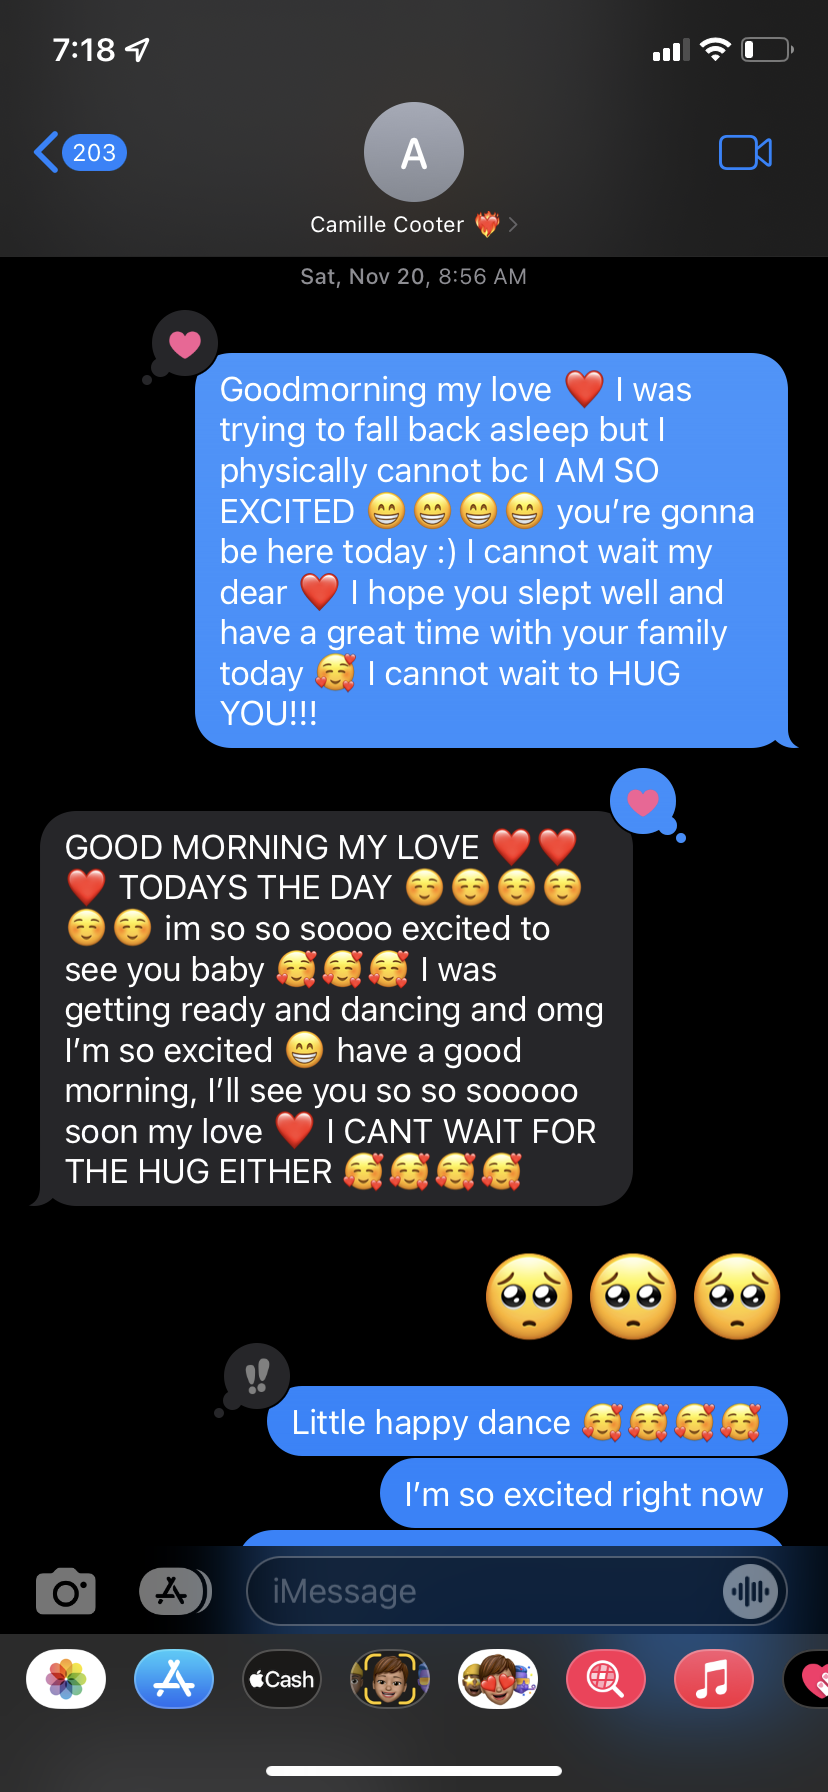 7:18
203
A
Camille Cooter ❤️‍🔥
Sat, Nov 20, 8:56 AM
Goodmorning my love ❤️ I was
trying to fall back asleep but I
physically cannot bc I AM SO
EXCITED 😁😁😁😁 you're gonna
be here today :) I cannot wait my
dear ❤️ I hope you slept well and
have a great time with your family
today 🥰 I cannot wait to HUG
YOU!!!
GOOD MORNING MY LOVE ❤️❤️
❤️ TODAYS THE DAY ☺️☺️☺️☺️
☺️☺️ im so so soooo excited to
see you baby 🥰🥰🥰 I was
getting ready and dancing and omg
I'm so excited 😁 have a good
morning, I'll see you so so sooooo
soon my love ❤️ I CANT WAIT FOR
THE HUG EITHER 🥰🥰🥰🥰
🥺🥺🥺
!!
Little happy dance 🥰🥰🥰🥰
I'm so excited right now
iMessage
Cash